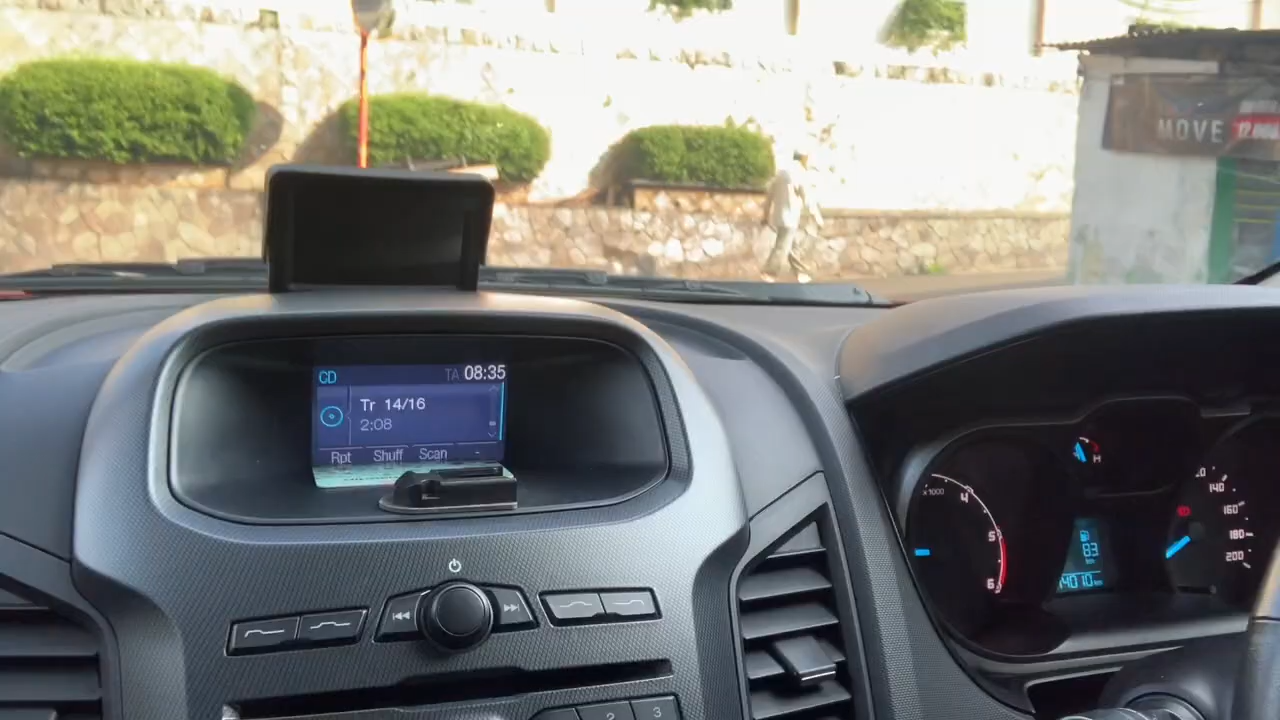 MOVE
CD TA 08:35
Tr 14/16
2:08
Rpt Shuff Scan -
x1000
4
5
6
H
83
km
140
160
180
200
2 3